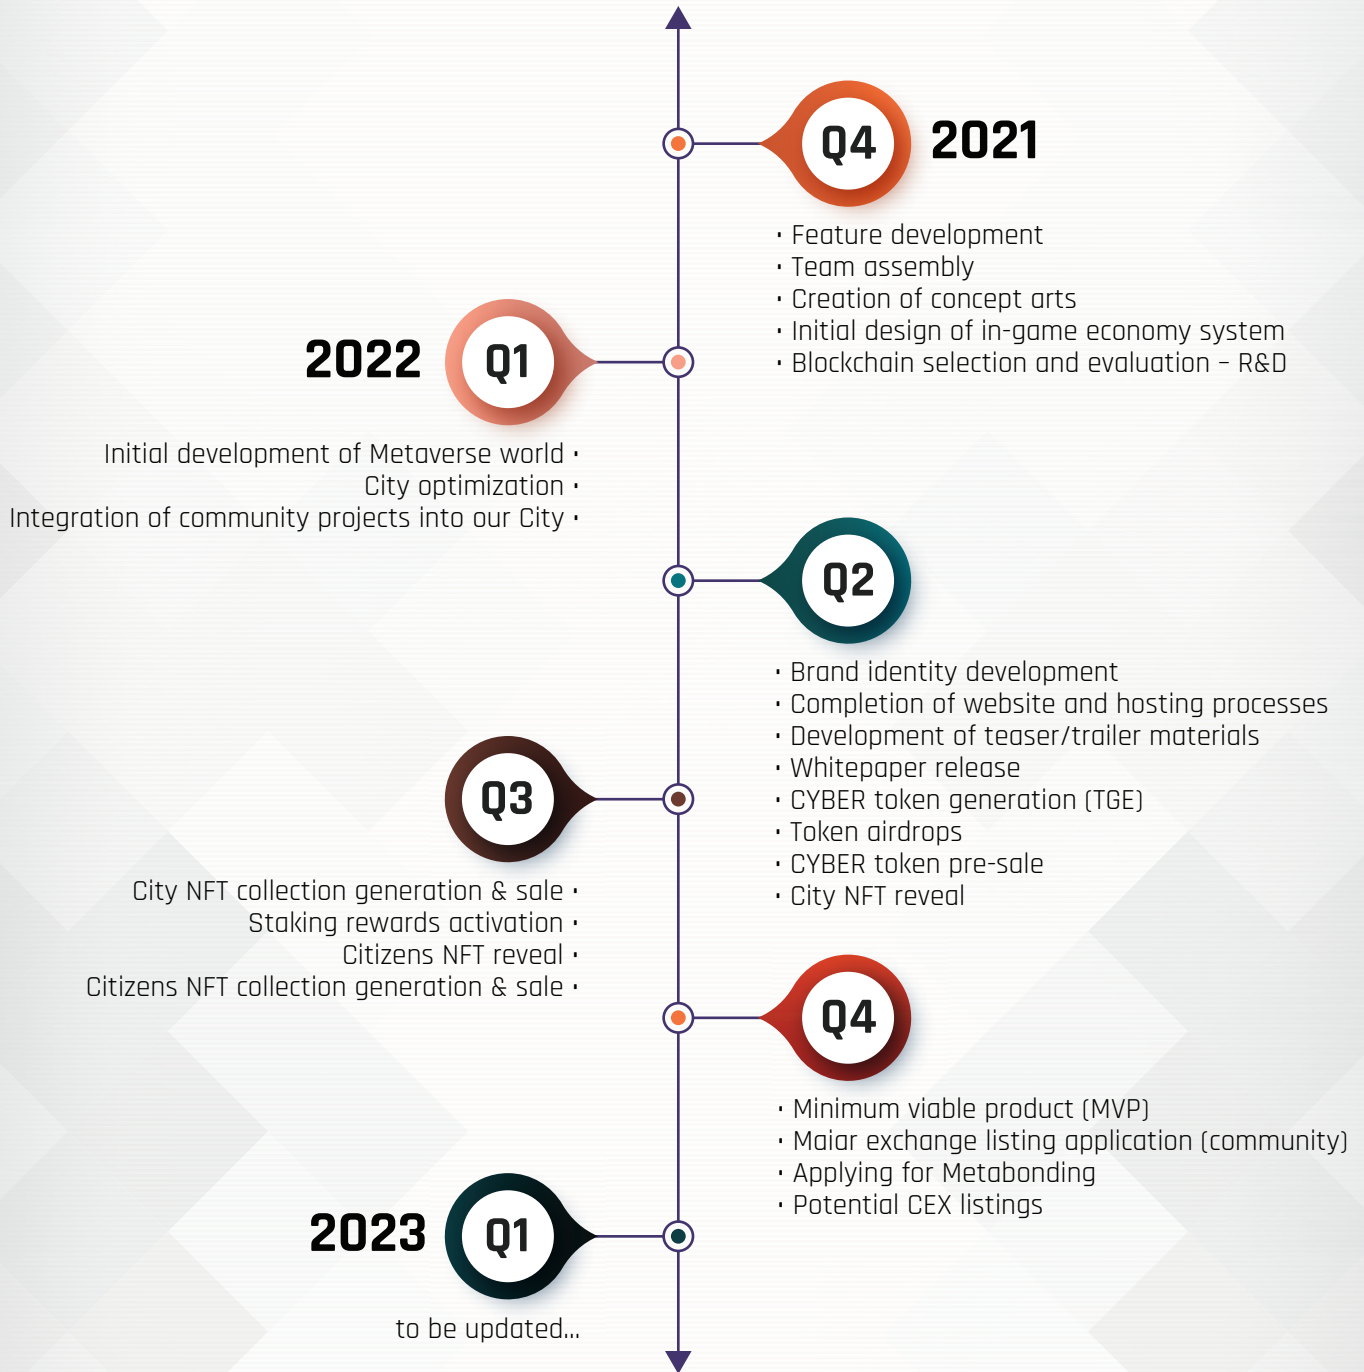 Q4 2021
· Feature development
· Team assembly
· Creation of concept arts
· Initial design of in-game economy system
· Blockchain selection and evaluation – R&D
2022 Q1
Initial development of Metaverse world ·
City optimization ·
Integration of community projects into our City ·
Q2
· Brand identity development
· Completion of website and hosting processes
· Development of teaser/trailer materials
· Whitepaper release
· CYBER token generation (TGE)
· Token airdrops
· CYBER token pre-sale
· City NFT reveal
Q3
City NFT collection generation & sale ·
Staking rewards activation ·
Citizens NFT reveal ·
Citizens NFT collection generation & sale ·
Q4
· Minimum viable product (MVP)
· Maiar exchange listing application (community)
· Applying for Metabonding
· Potential CEX listings
2023 Q1
to be updated...